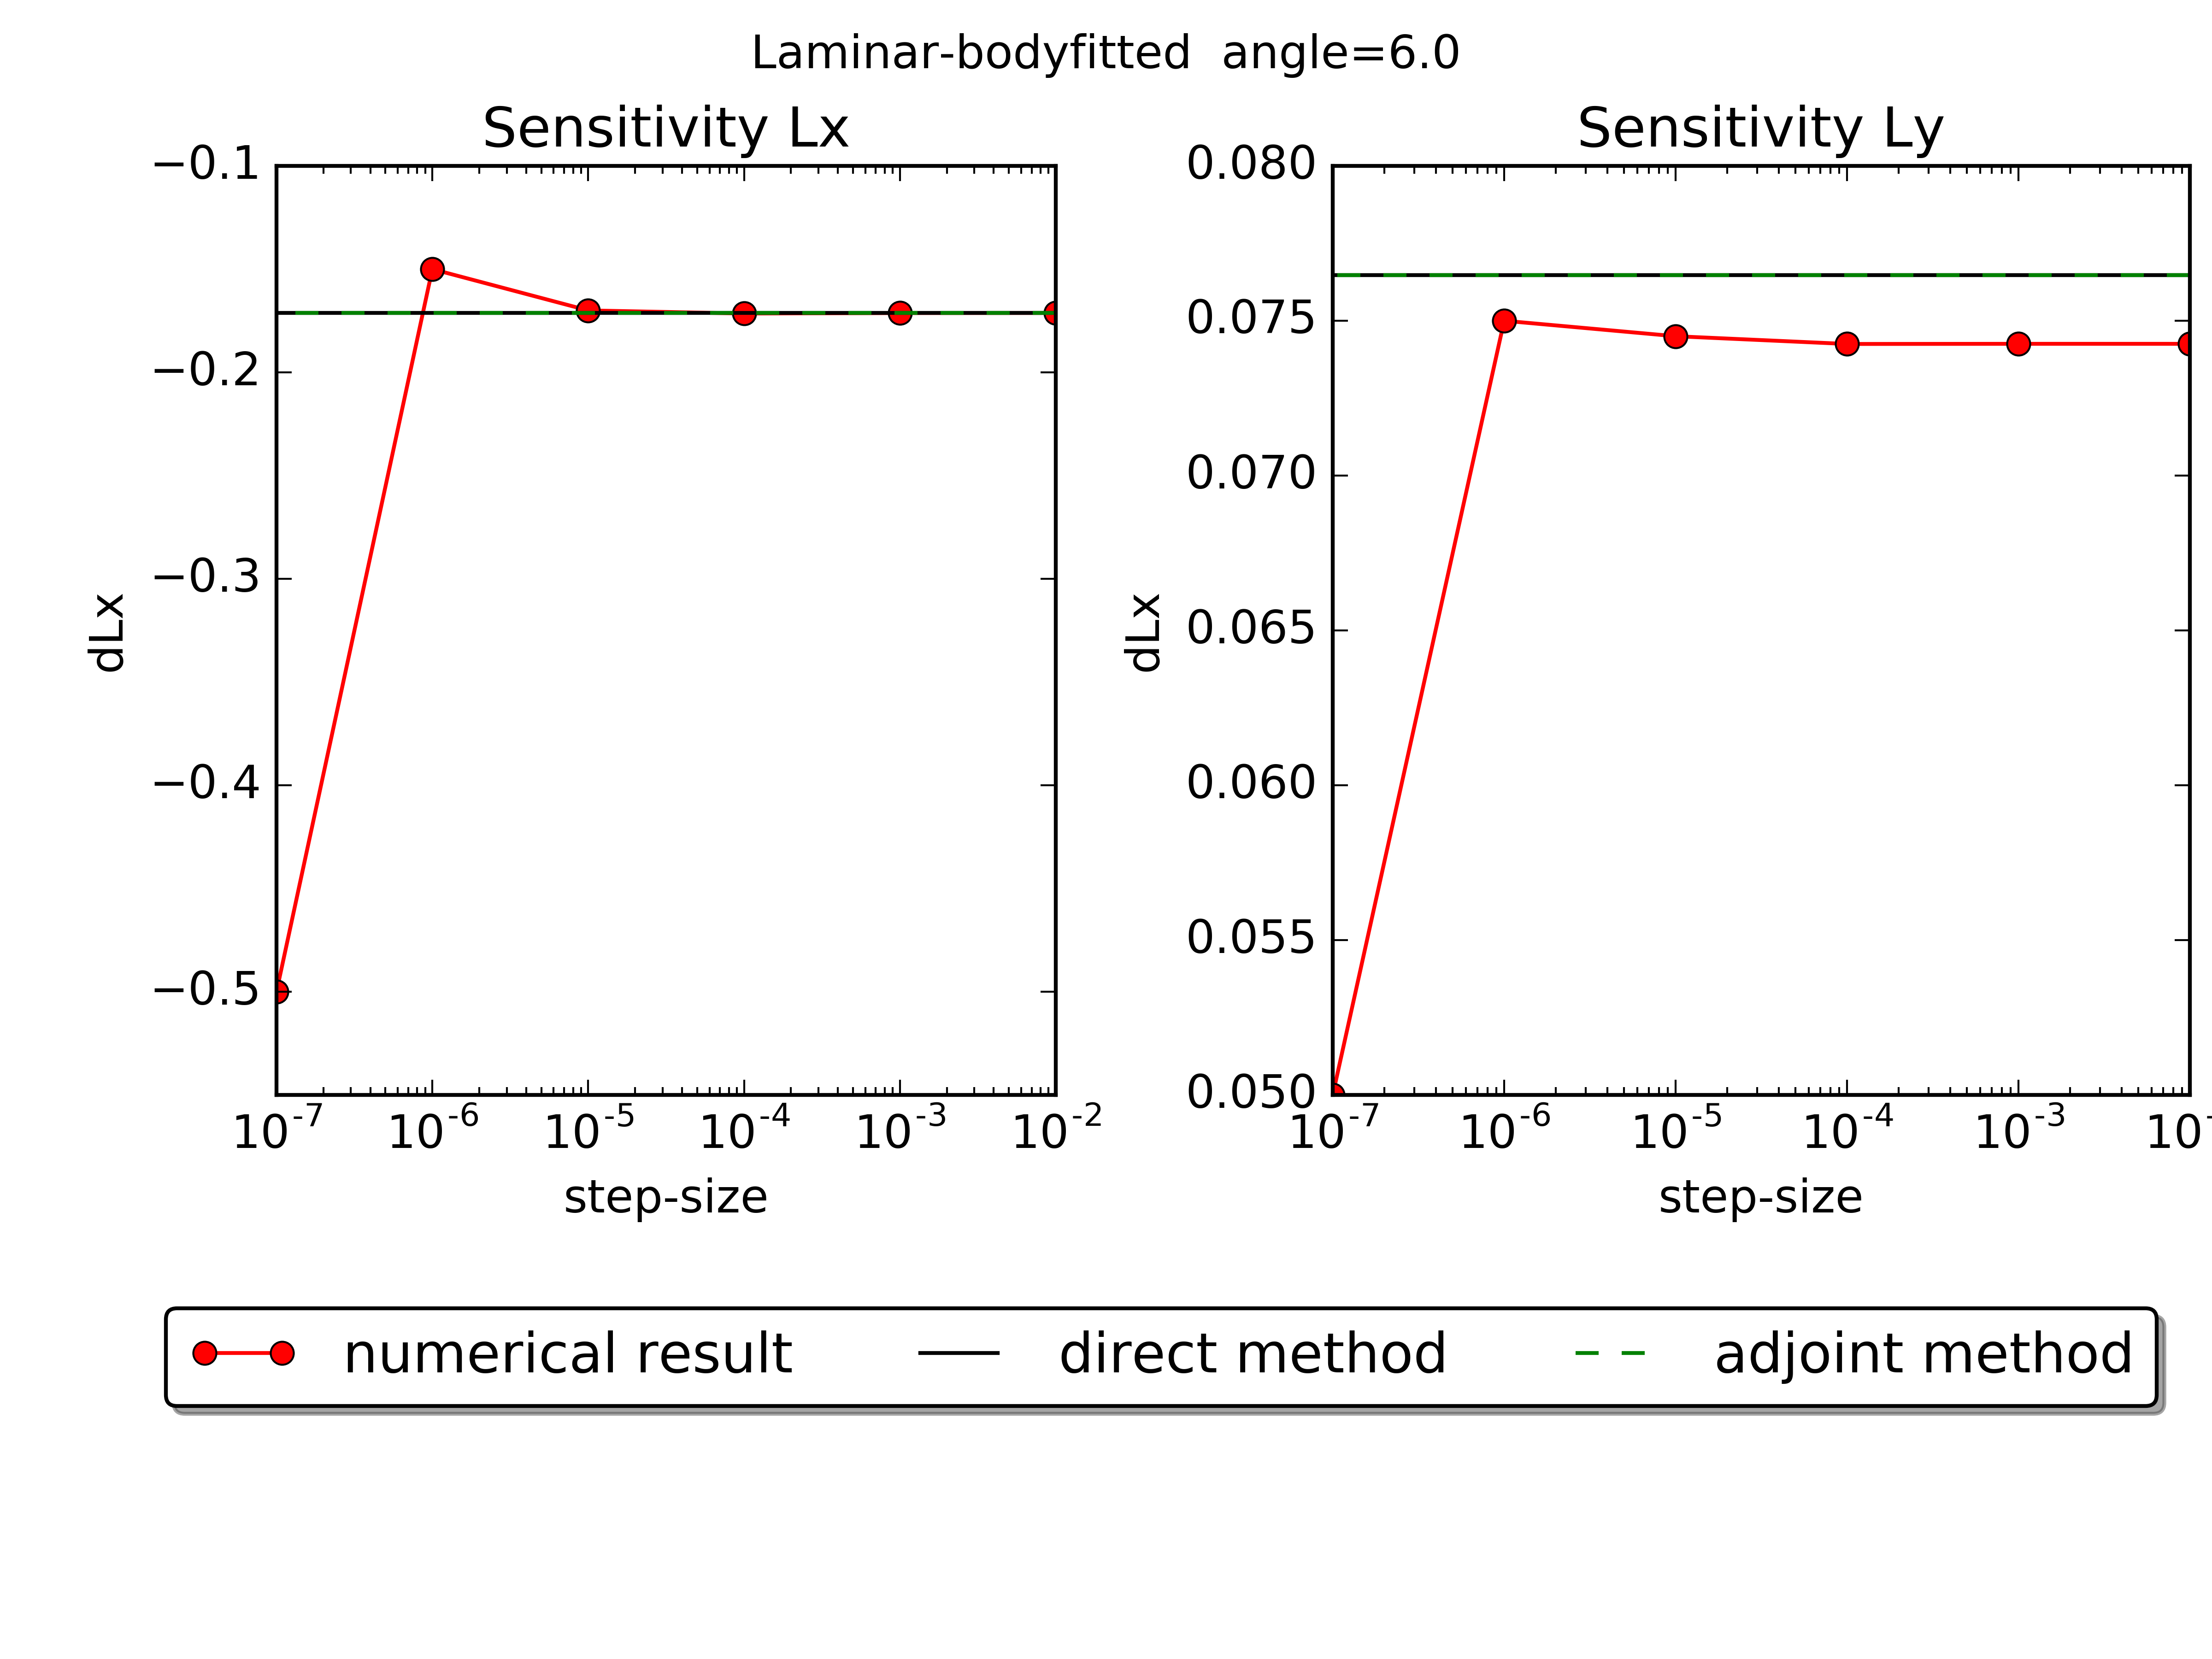 Laminar-bodyfitted angle=6.0
Sensitivity Lx
−0.1
−0.2
−0.3
−0.4
−0.5
dLx
10-7 10-6 10-5 10-4 10-3 10-2
step-size
Sensitivity Ly
0.080
0.075
0.070
0.065
0.060
0.055
0.050
dLx
10-7 10-6 10-5 10-4 10-3 10-
step-size
numerical result direct method adjoint method